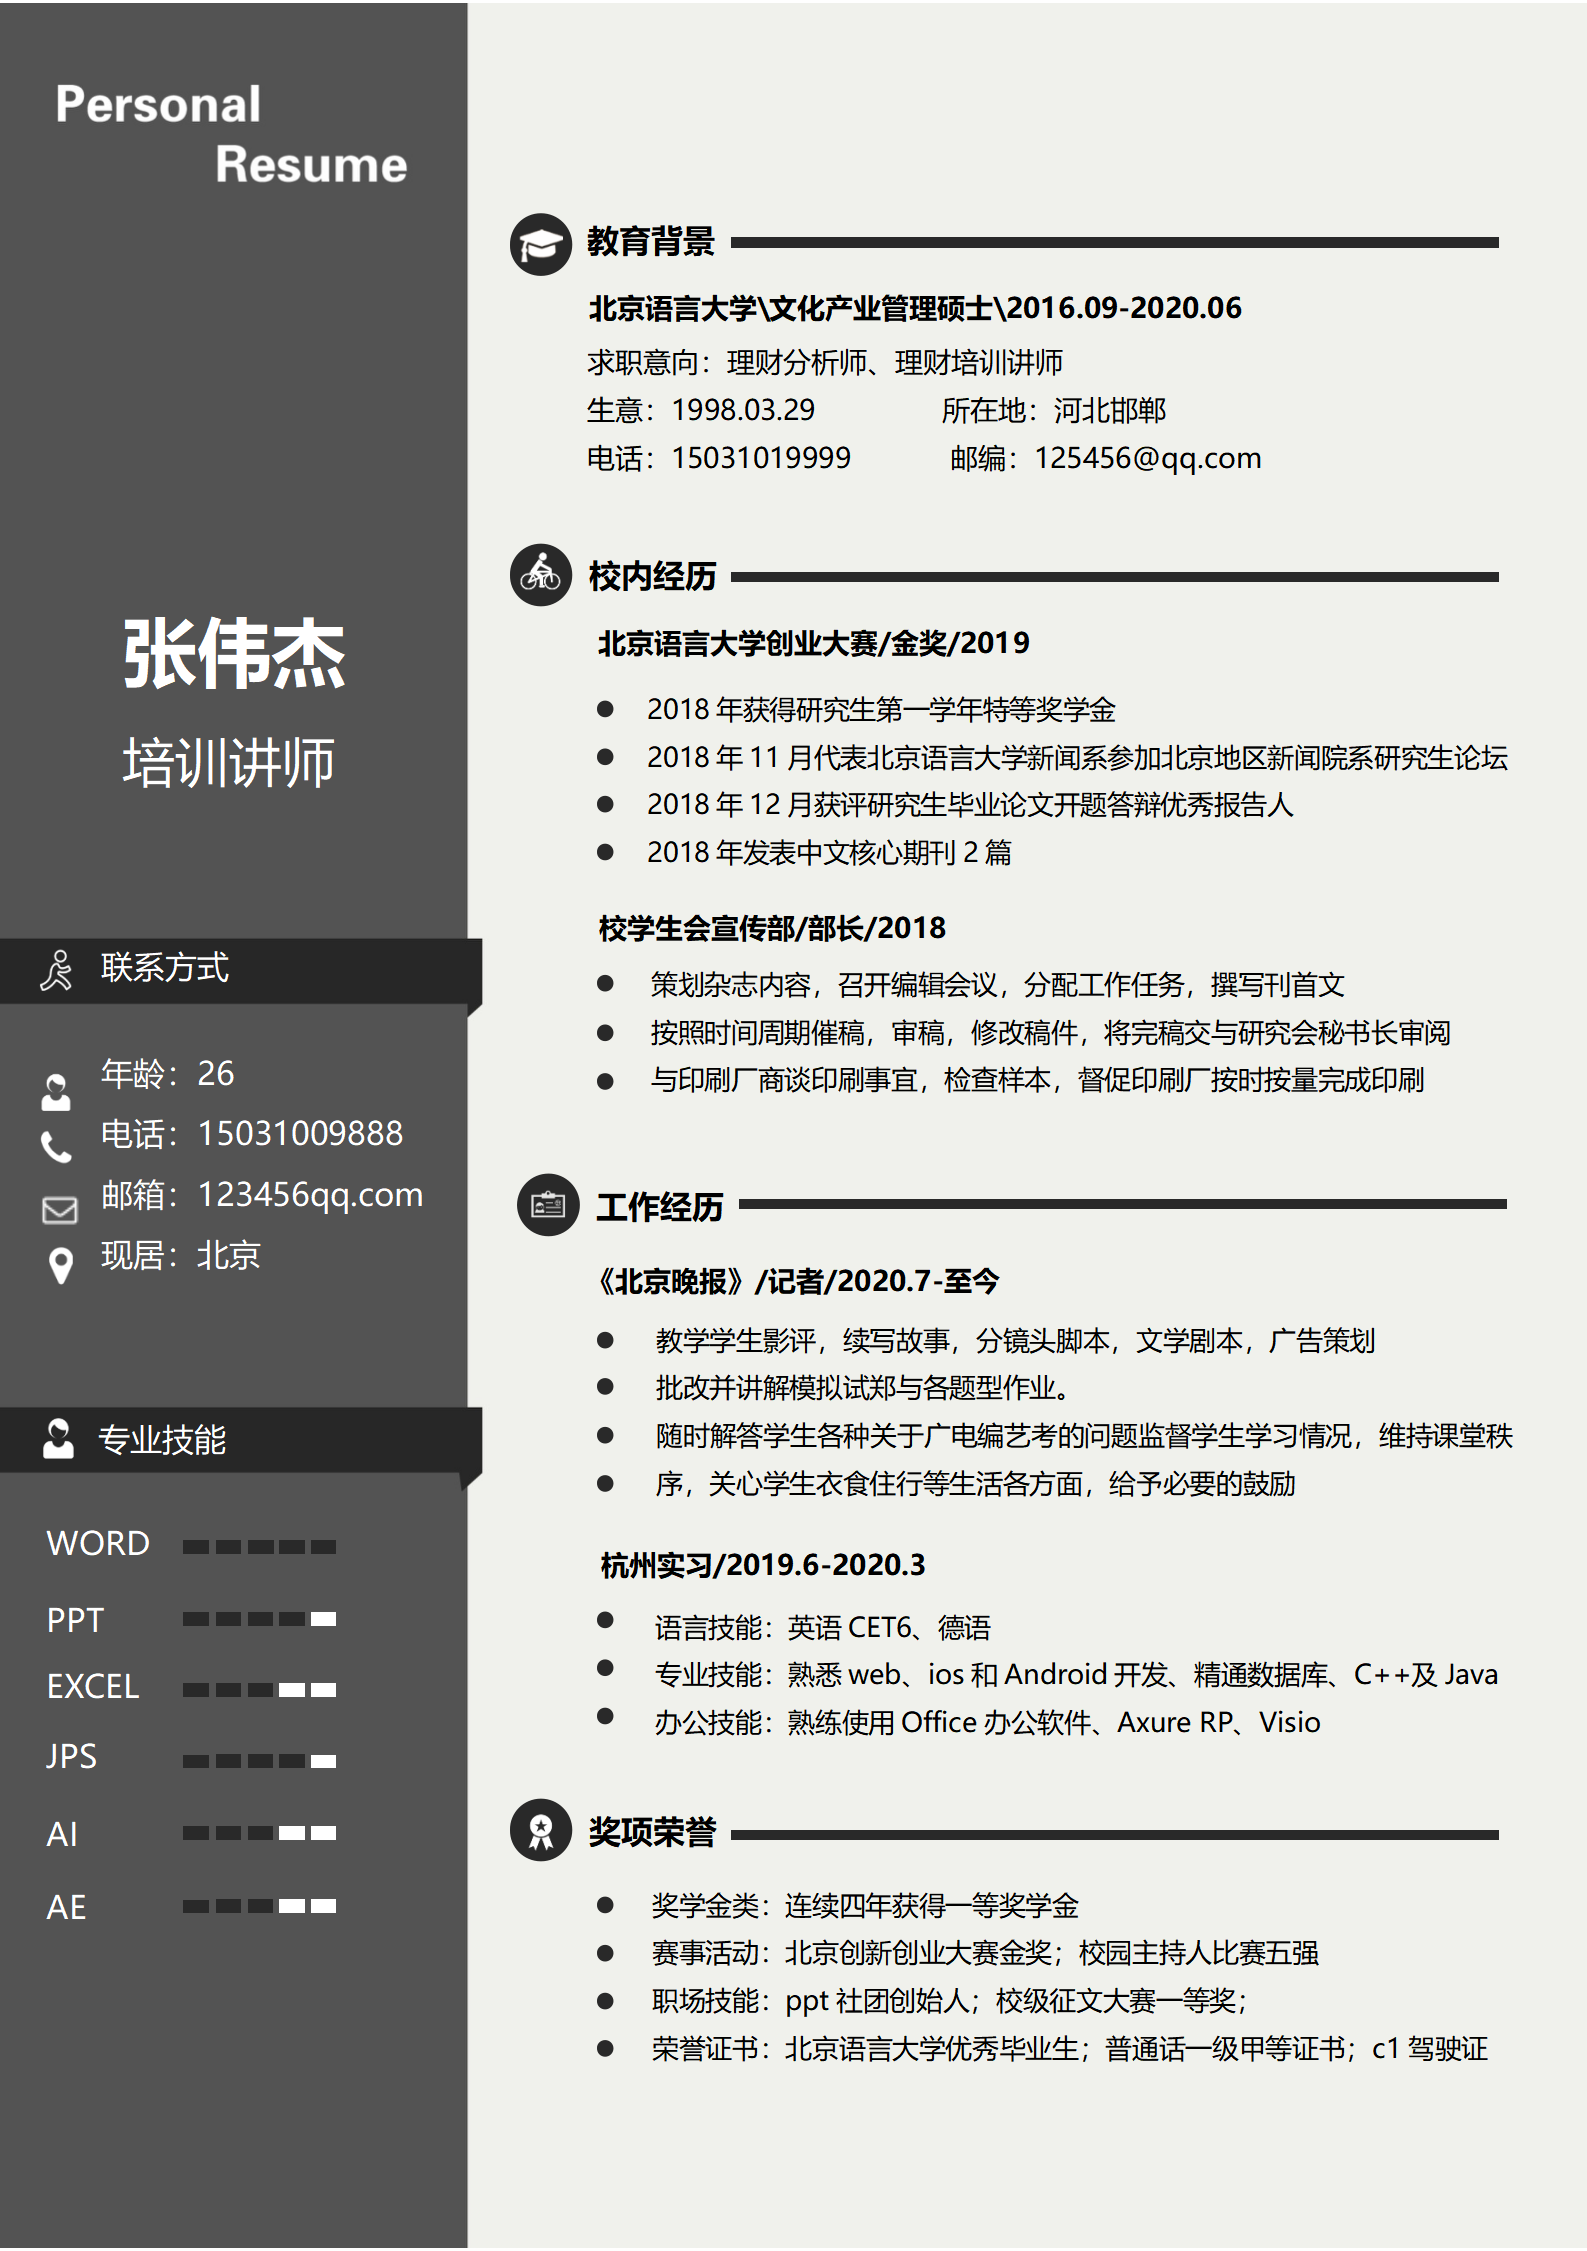 Personal
Resume
张伟杰
培训讲师
联系方式
年龄：26
电话：15031009888
邮箱：123456qq.com
现居：北京
专业技能
WORD
PPT
EXCEL
JPS
AI
AE
教育背景
北京语言大学\文化产业管理硕士\2016.09-2020.06
求职意向：理财分析师、理财培训讲师
生意：1998.03.29 所在地：河北邯郸
电话：15031019999 邮编：125456@qq.com
校内经历
北京语言大学创业大赛/金奖/2019
2018 年获得研究生第一学年特等奖学金
2018 年 11 月代表北京语言大学新闻系参加北京地区新闻院系研究生论坛
2018 年 12 月获评研究生毕业论文开题答辩优秀报告人
2018 年发表中文核心期刊 2 篇
校学生会宣传部/部长/2018
策划杂志内容，召开编辑会议，分配工作任务，撰写刊首文
按照时间周期催稿，审稿，修改稿件，将完稿交与研究会秘书长审阅
与印刷厂商谈印刷事宜，检查样本，督促印刷厂按时按量完成印刷
工作经历
《北京晚报》/记者/2020.7-至今
教学学生影评，续写故事，分镜头脚本，文学剧本，广告策划
批改并讲解模拟试郑与各题型作业。
随时解答学生各种关于广电编艺考的问题监督学生学习情况，维持课堂秩
序，关心学生衣食住行等生活各方面，给予必要的鼓励
杭州实习/2019.6-2020.3
语言技能：英语 CET6、德语
专业技能：熟悉 web、ios 和 Android 开发、精通数据库、C++及 Java
办公技能：熟练使用 Office 办公软件、Axure RP、Visio
奖项荣誉
奖学金类：连续四年获得一等奖学金
赛事活动：北京创新创业大赛金奖；校园主持人比赛五强
职场技能：ppt 社团创始人；校级征文大赛一等奖；
荣誉证书：北京语言大学优秀毕业生；普通话一级甲等证书；c1 驾驶证